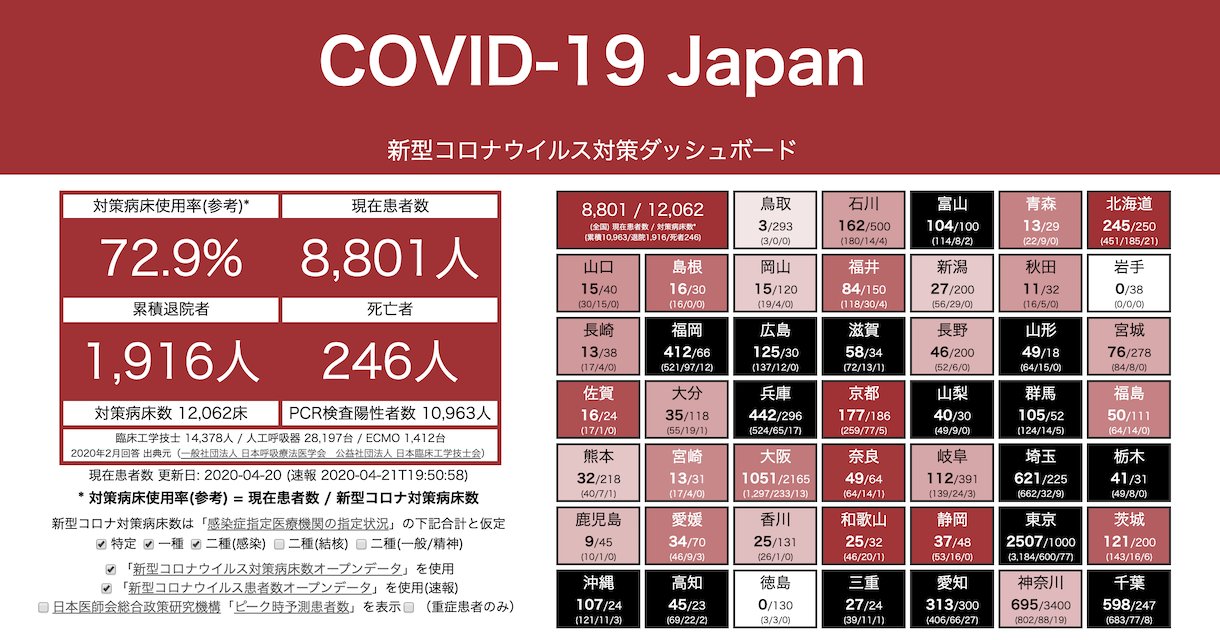 COVID-19 Japan
新型コロナウイルス対策ダッシュボード
対策病床使用率(参考)* 現在患者数
72.9% 8,801人
累積退院者 死亡者
1,916人 246人
対策病床数 12,062床 PCR検査陽性者数 10,963人
臨床工学技士 14,378人 / 人工呼吸器 28,197台 / ECMO 1,412台
2020年2月回答 出典元 (一般社団法人 日本呼吸療法医学会　公益社団法人 日本臨床工学技士会)
現在患者数 更新日: 2020-04-20 (速報 2020-04-21T19:50:58)
* 対策病床使用率(参考) = 現在患者数 / 新型コロナ対策病床数
新型コロナ対策病床数は「感染症指定医療機関の指定状況」の下記合計と仮定
特定 一種 二種(感染) 二種(結核) 二種(一般/精神)
「新型コロナウイルス対策病床数オープンデータ」を使用
「新型コロナウイルス患者数オープンデータ」を使用(速報)
日本医師会総合政策研究機構「ピーク時予測患者数」を表示 (重症患者のみ)
8,801 / 12,062
(全国) 現在患者数 / 対策病床数*
(累積10,963/退院1,916/死者246)
鳥取
3/293
(3/0/0)
石川
162/500
(180/14/4)
富山
104/100
(114/8/2)
青森
13/29
(22/9/0)
北海道
245/250
(451/185/21)
山口
15/40
(30/15/0)
島根
16/30
(16/0/0)
岡山
15/120
(19/4/0)
福井
84/150
(118/30/4)
新潟
27/200
(56/29/0)
秋田
11/32
(16/5/0)
岩手
0/38
(0/0/0)
長崎
13/38
(17/4/0)
福岡
412/66
(521/97/12)
広島
125/30
(137/12/0)
滋賀
58/34
(72/13/1)
長野
46/200
(52/6/0)
山形
49/18
(64/15/0)
宮城
76/278
(84/8/0)
佐賀
16/24
(17/1/0)
大分
35/118
(55/19/1)
兵庫
442/296
(524/65/17)
京都
177/186
(259/77/5)
山梨
40/30
(49/9/0)
群馬
105/52
(124/14/5)
福島
50/111
(64/14/0)
熊本
32/218
(40/7/1)
宮崎
13/31
(17/4/0)
大阪
1051/2165
(1,297/233/13)
奈良
49/64
(64/14/1)
岐阜
112/391
(139/24/3)
埼玉
621/225
(662/32/9)
栃木
41/31
(49/8/0)
鹿児島
9/45
(10/1/0)
愛媛
34/70
(46/9/3)
香川
25/131
(26/1/0)
和歌山
25/32
(46/20/1)
静岡
37/48
(53/16/0)
東京
2507/1000
(3,184/600/77)
茨城
121/200
(143/16/6)
沖縄
107/24
(121/11/3)
高知
45/23
(69/22/2)
徳島
0/130
(3/3/0)
三重
27/24
(39/11/1)
愛知
313/300
(406/66/27)
神奈川
695/3400
(802/88/19)
千葉
598/247
(683/77/8)